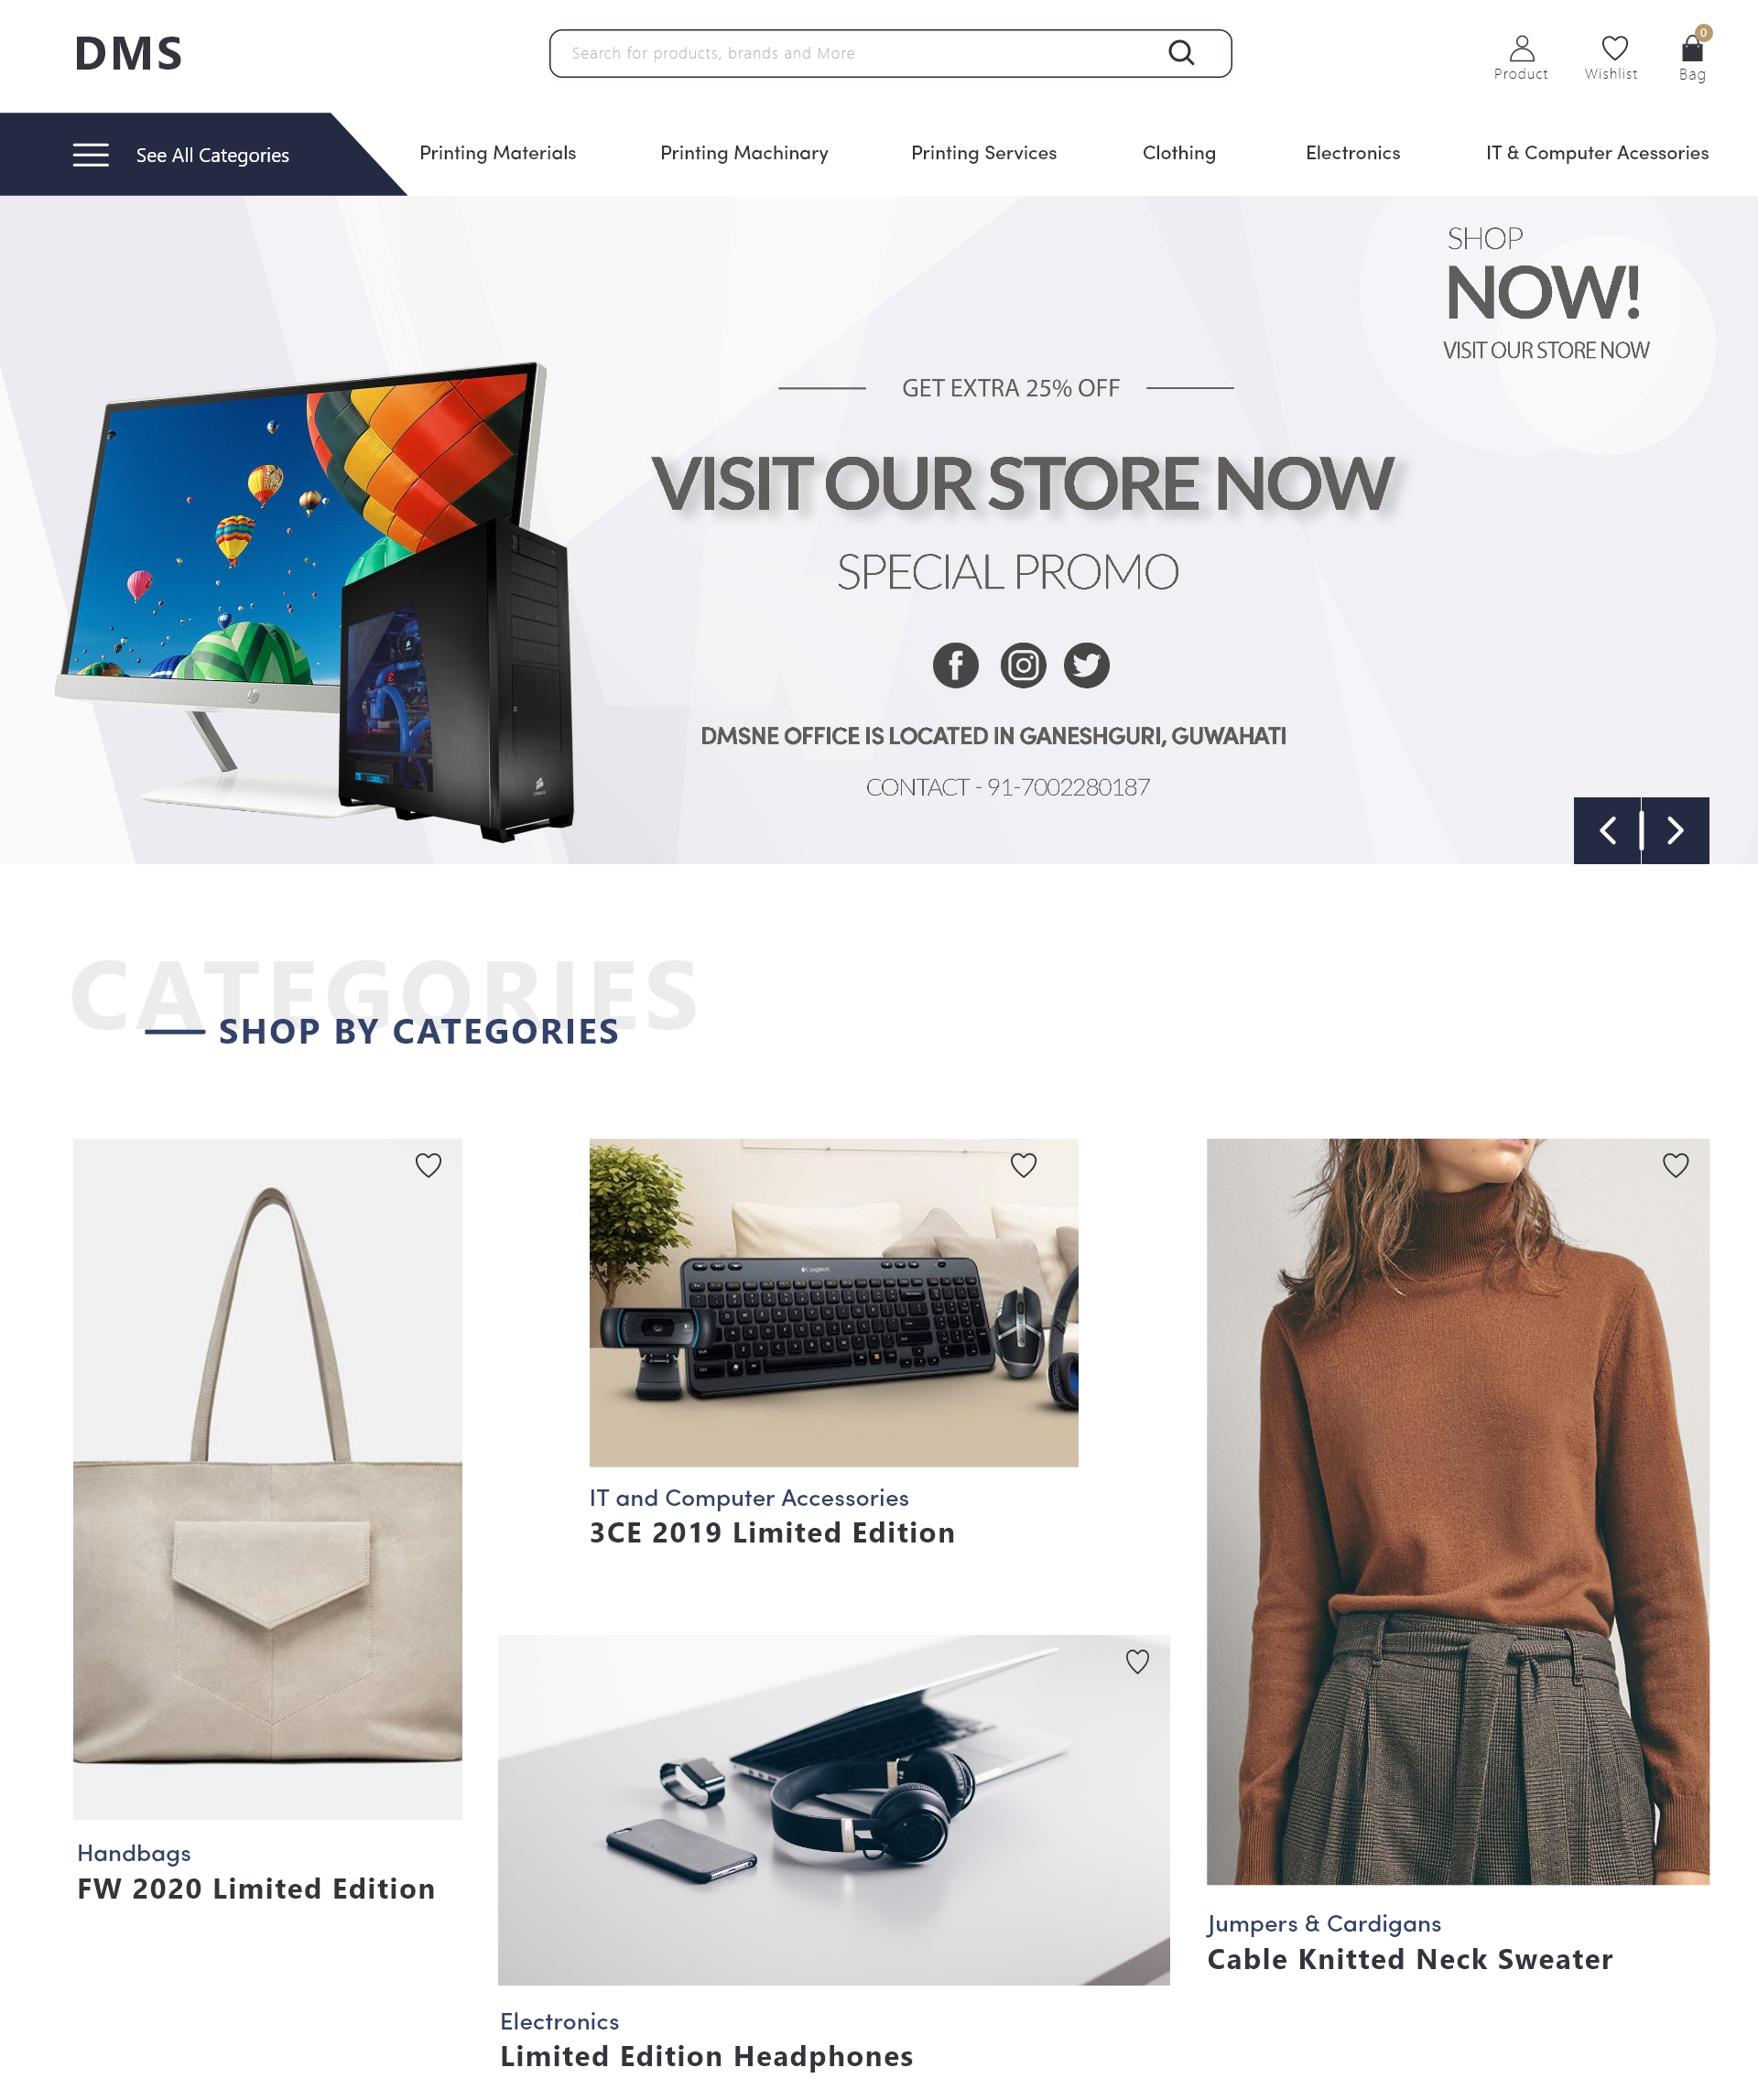 DMS
Search for products, brands and More
0
Product
Wishlist
Bag
See All Categories
Printing Materials
Printing Machinary
Printing Services
Clothing
Electronics
IT & Computer Acessories
SHOP
NOW!
VISIT OUR STORE NOW
GET EXTRA 25% OFF
VISIT OUR STORE NOW
SPECIAL PROMO
DMSNE OFFICE IS LOCATED IN GANESHGURI, GUWAHATI
CONTACT - 91-7002280187
hp
CATEGORIES
SHOP BY CATEGORIES
Logitech
IT and Computer Accessories
3CE 2019 Limited Edition
Handbags
FW 2020 Limited Edition
Jumpers & Cardigans
Cable Knitted Neck Sweater
Electronics
Limited Edition Headphones